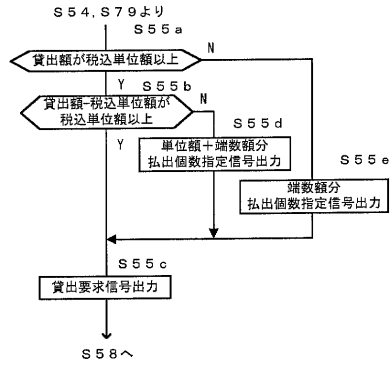 Ｓ５４，Ｓ７９より
Ｓ５５ａ
貸出額が税込単位額以上
Ｎ
Ｙ
Ｓ５５ｂ
貸出額−税込単位額が
税込単位額以上
Ｎ
Ｙ
Ｓ５５ｄ
単位額＋端数額分
払出個数指定信号出力
Ｓ５５ｅ
端数額分
払出個数指定信号出力
Ｓ５５ｃ
貸出要求信号出力
Ｓ５８へ